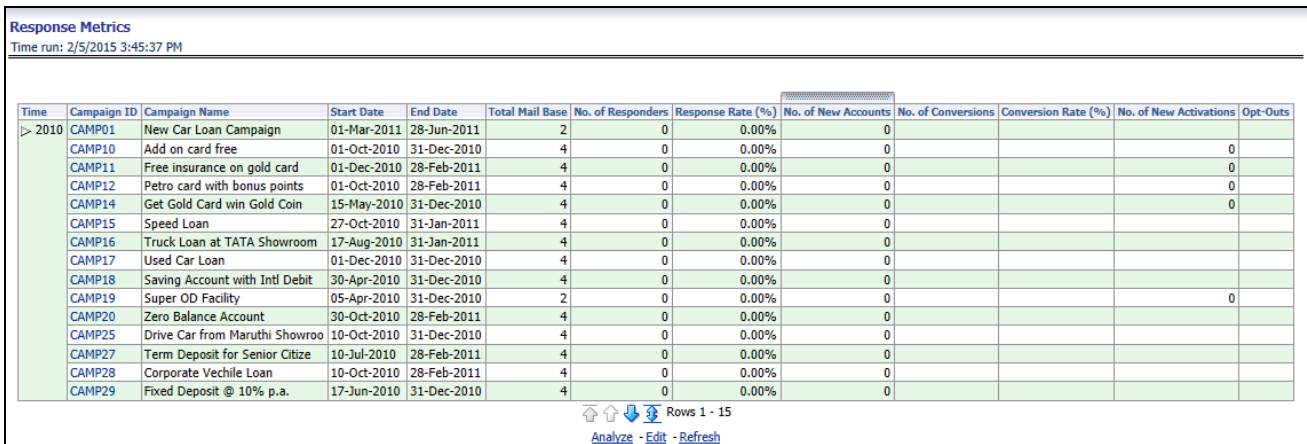 Response Metrics
Time run: 2/5/2015 3:45:37 PM
Time Campaign ID Campaign Name Start Date End Date Total Mail Base No. of Responders Response Rate (%) No. of New Accounts No. of Conversions Conversion Rate (%) No. of New Activations Opt-Outs
2010 CAMP01 New Car Loan Campaign 01-Mar-2011 28-Jun-2011 2 0 0.00% 0
CAMP10 Add on card free 01-Oct-2010 31-Dec-2010 4 0 0.00% 0 0
CAMP11 Free insurance on gold card 01-Dec-2010 28-Feb-2011 4 0 0.00% 0 0
CAMP12 Petro card with bonus points 01-Oct-2010 28-Feb-2011 4 0 0.00% 0 0
CAMP14 Get Gold Card win Gold Coin 15-May-2010 31-Dec-2010 4 0 0.00% 0 0
CAMP15 Speed Loan 27-Oct-2010 31-Jan-2011 4 0 0.00% 0
CAMP16 Truck Loan at TATA Showroom 17-Aug-2010 31-Jan-2011 4 0 0.00% 0
CAMP17 Used Car Loan 01-Dec-2010 31-Dec-2010 4 0 0.00% 0
CAMP18 Saving Account with Intl Debit 30-Apr-2010 31-Dec-2010 4 0 0.00% 0
CAMP19 Super OD Facility 05-Apr-2010 31-Dec-2010 2 0 0.00% 0 0
CAMP20 Zero Balance Account 30-Oct-2010 28-Feb-2011 4 0 0.00% 0
CAMP25 Drive Car from Maruthi Showroo 10-Oct-2010 31-Dec-2010 4 0 0.00% 0
CAMP27 Term Deposit for Senior Citize 10-Jul-2010 28-Feb-2011 4 0 0.00% 0
CAMP28 Corporate Vechile Loan 10-Oct-2010 28-Feb-2011 4 0 0.00% 0
CAMP29 Fixed Deposit @ 10% p.a. 17-Jun-2010 31-Dec-2010 4 0 0.00% 0
Rows 1 - 15
Analyze - Edit - Refresh